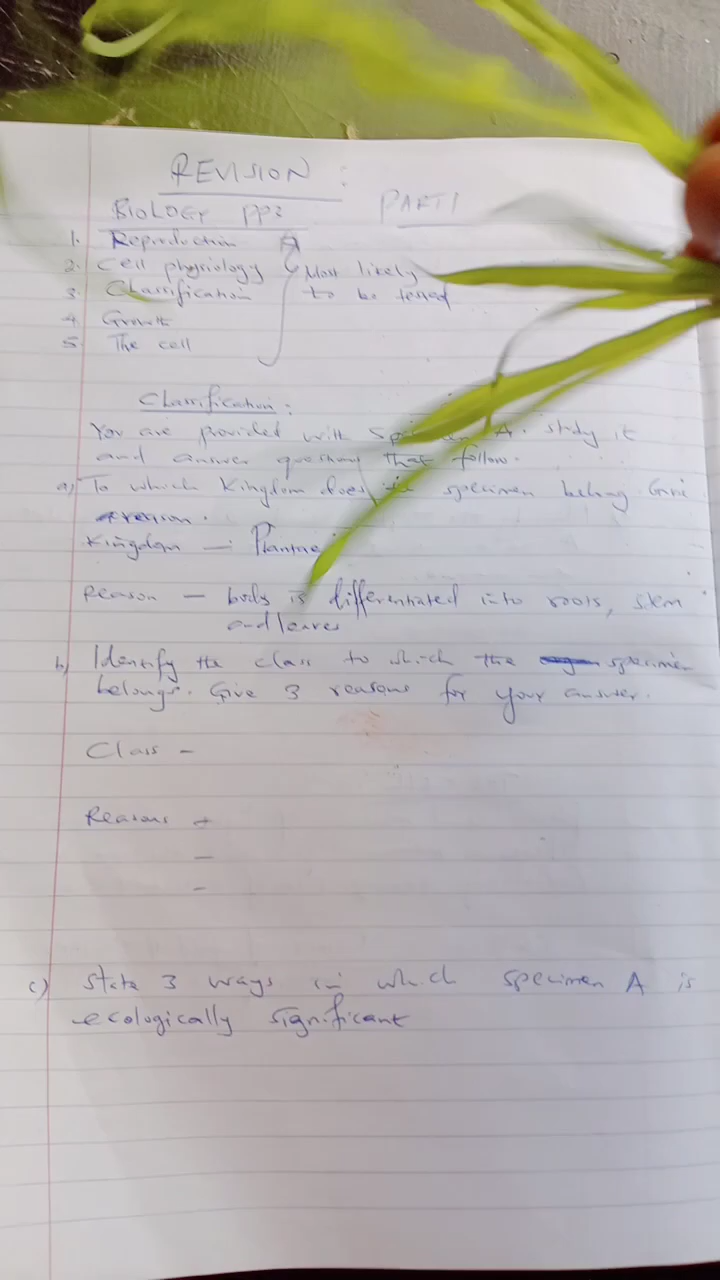 REVISION:
BIOLOGY PP2 PART 1
1. Reproduction
2. Cell physiology Most likely
3. Classification to be tested
4. Growth
5. The cell
Classification:
You are provided with A. study it
and answer questions that follow.
a) To which Kingdom does specimen belong Give
a reason.
Kingdom – Plantae
Reason – body is differentiated into roots, stem
and leaves
b) Identify the class to which the specimen
belongs. Give 3 reasons for your answer.
Class –
Reasons –
–
–
c) State 3 ways in which specimen A is
ecologically significant